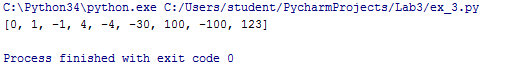 C:\Python34\python.exe C:/Users/student/PycharmProjects/Lab3/ex_3.py
[0, 1, -1, 4, -4, -30, 100, -100, 123]
Process finished with exit code 0